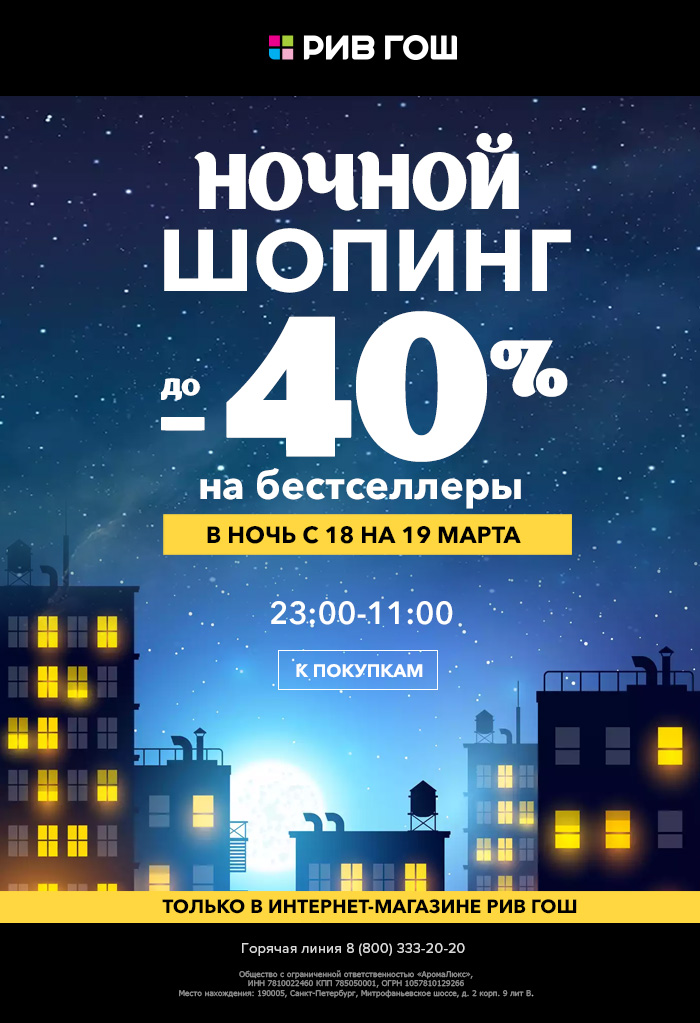 РИВ ГОШ
НОЧНОЙ
ШОПИНГ
до -40%
на бестселлеры
В НОЧЬ С 18 НА 19 МАРТА
23:00-11:00
К ПОКУПКАМ
ТОЛЬКО В ИНТЕРНЕТ-МАГАЗИНЕ РИВ ГОШ
Горячая линия 8 (800) 333-20-20
Общество с ограниченной ответственностью «АромаЛюкс»,
ИНН 7810022460 КПП 785050001, ОГРН 1057810129266
Место нахождения: 190005, Санкт-Петербург, Митрофаньевское шоссе, д. 2 корп. 9 лит В.